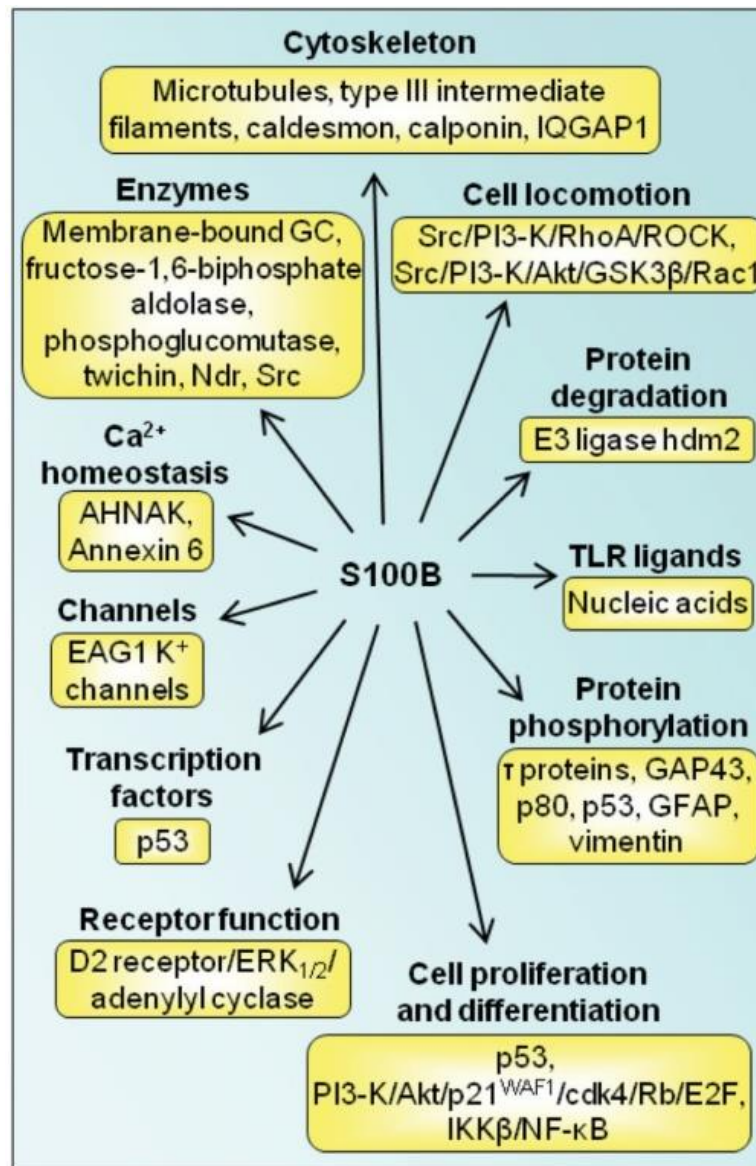 Cytoskeleton
Microtubules, type III intermediate
filaments, caldesmon, calponin, IQGAP1
Enzymes
Membrane-bound GC,
fructose-1,6-biphosphate
aldolase,
phosphoglucomutase,
twichin, Ndr, Src
Cell locomotion
Src/PI3-K/RhoA/ROCK,
Src/PI3-K/Akt/GSK3β/Rac1
Protein
degradation
E3 ligase hdm2
Ca²⁺
homeostasis
AHNAK,
Annexin 6
S100B
TLR ligands
Nucleic acids
Channels
EAG1 K⁺
channels
Protein
phosphorylation
τ proteins, GAP43,
p80, p53, GFAP,
vimentin
Transcription
factors
p53
Receptor function
D2 receptor/ERK₁/₂/
adenylyl cyclase
Cell proliferation
and differentiation
p53,
PI3-K/Akt/p21ᵂᴬᶠ¹/cdk4/Rb/E2F,
IKKβ/NF-κB